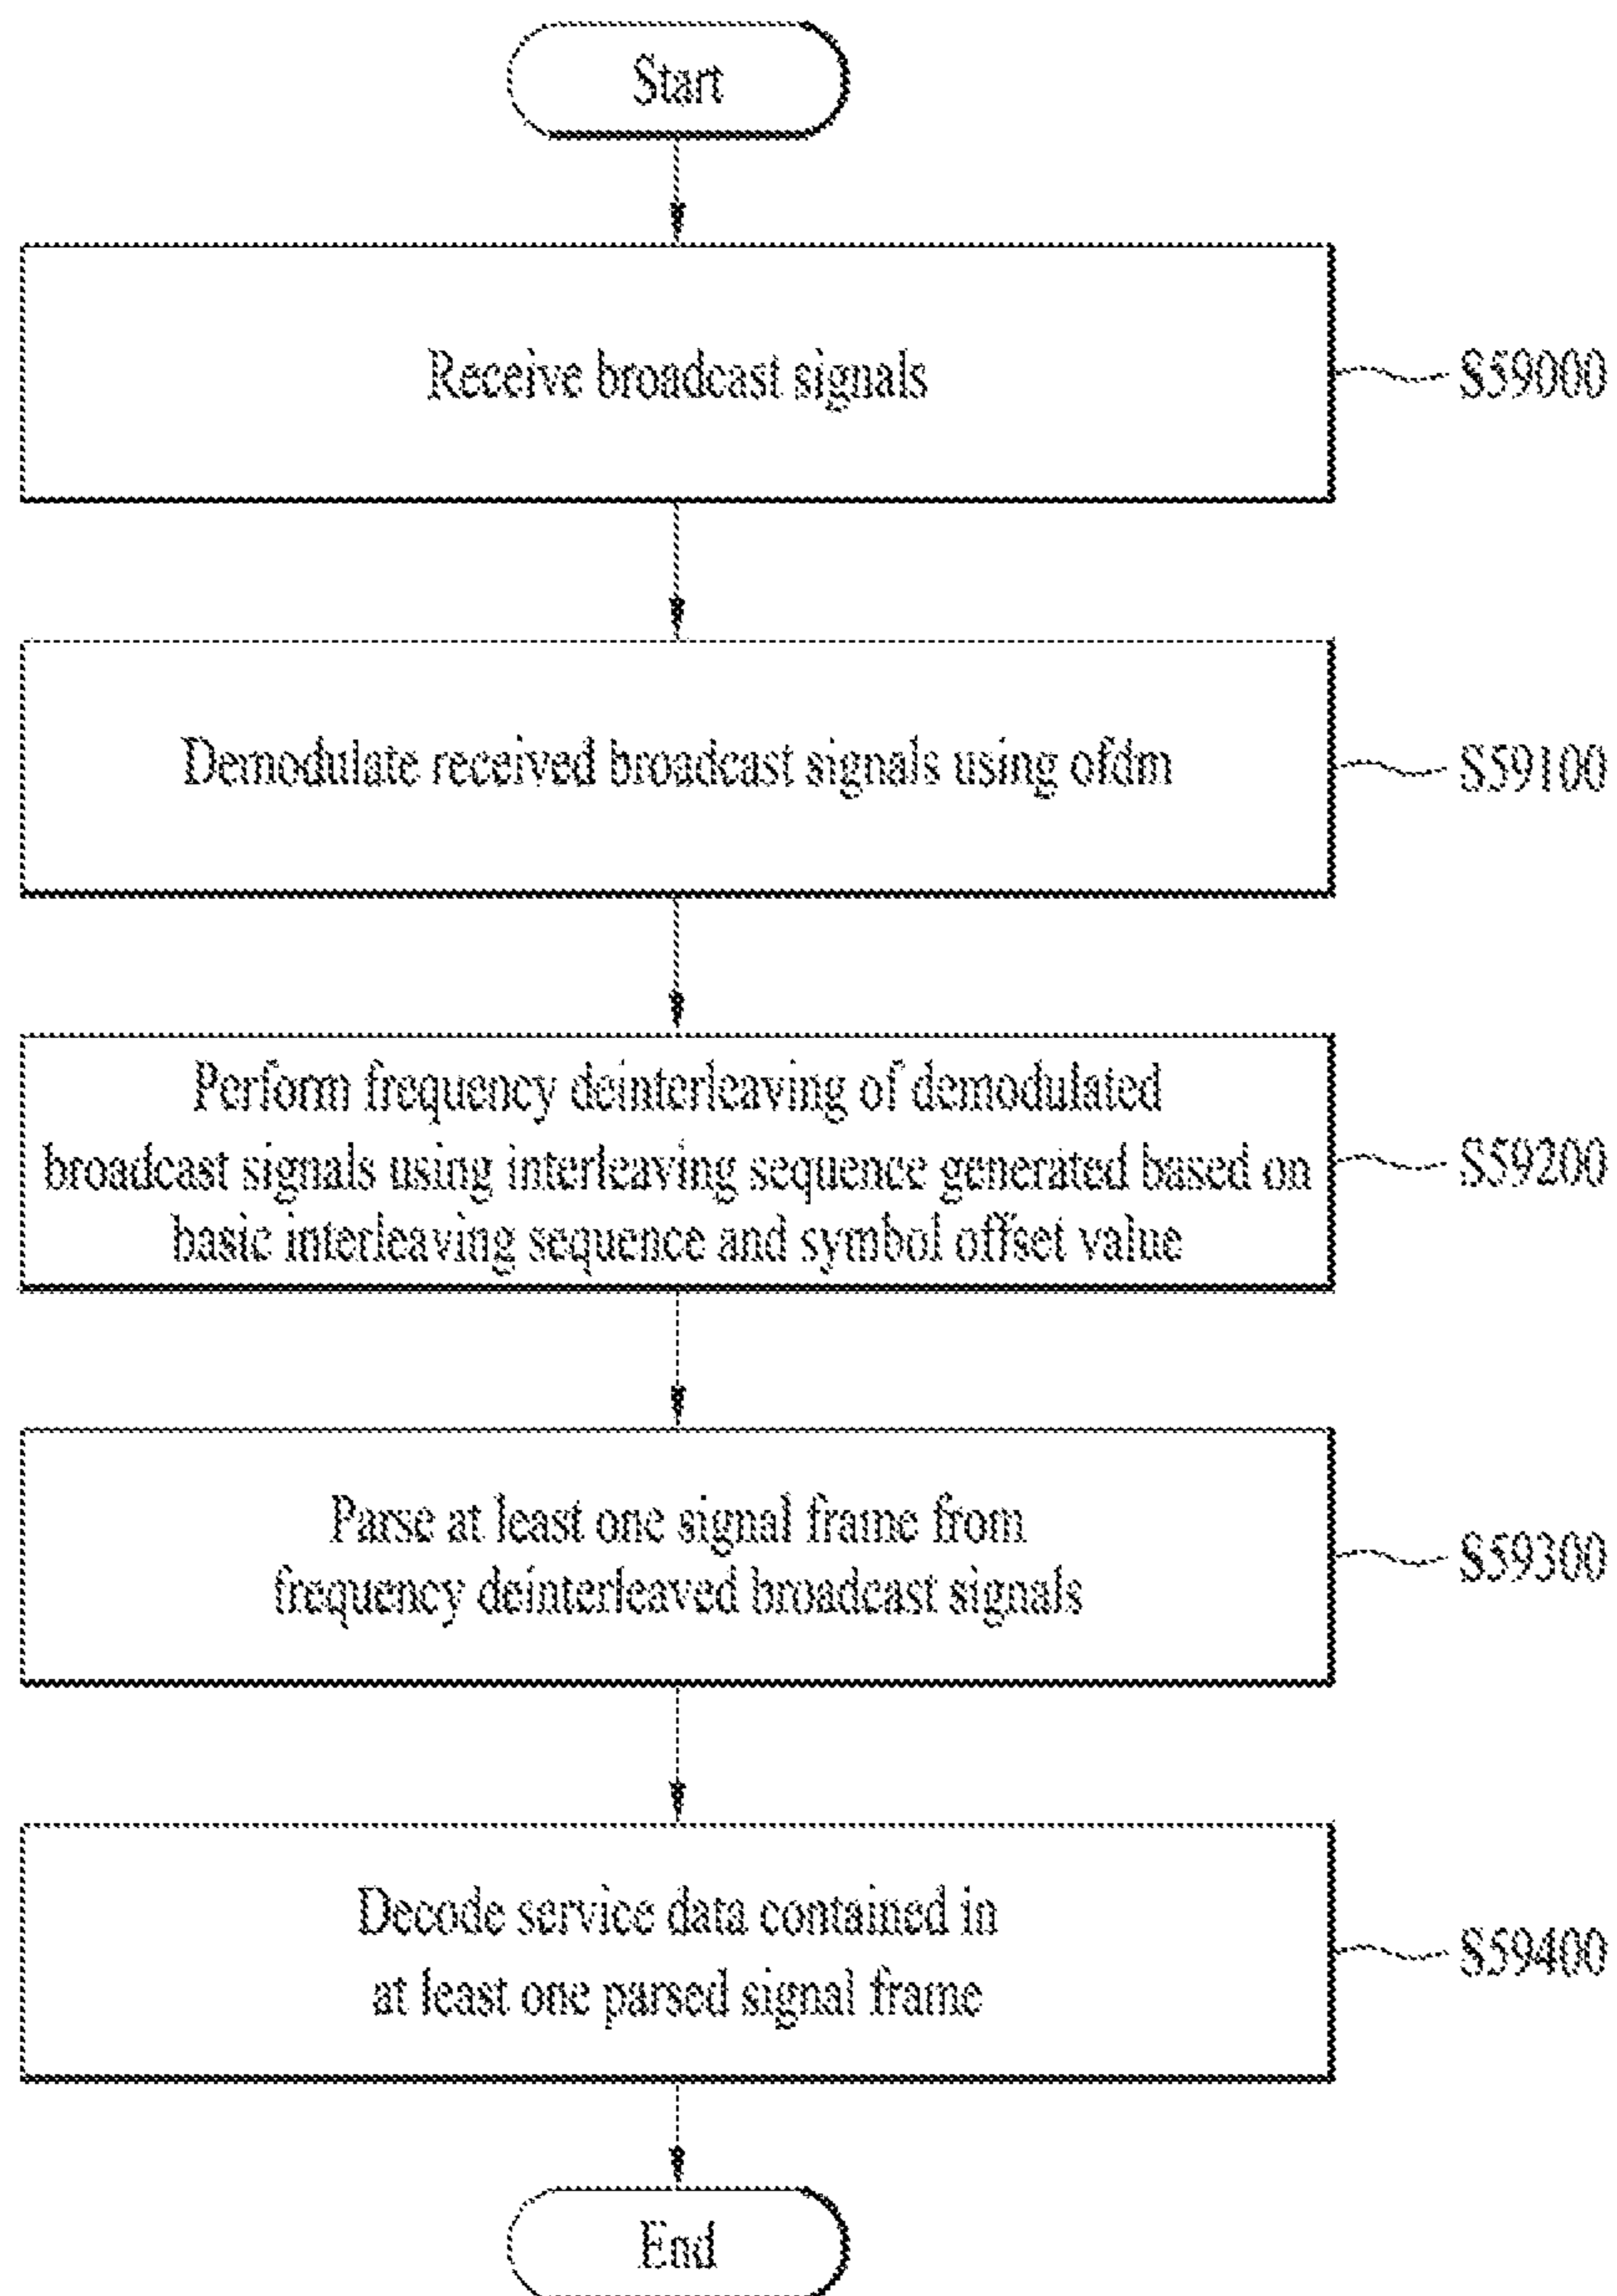 Start
Receive broadcast signals
S59000
Demodulate received broadcast signals using ofdm
S59100
Perform frequency deinterleaving of demodulated
broadcast signals using interleaving sequence generated based on
basic interleaving sequence and symbol offset value
S59200
Parse at least one signal frame from
frequency deinterleaved broadcast signals
S59300
Decode service data contained in
at least one parsed signal frame
S59400
End